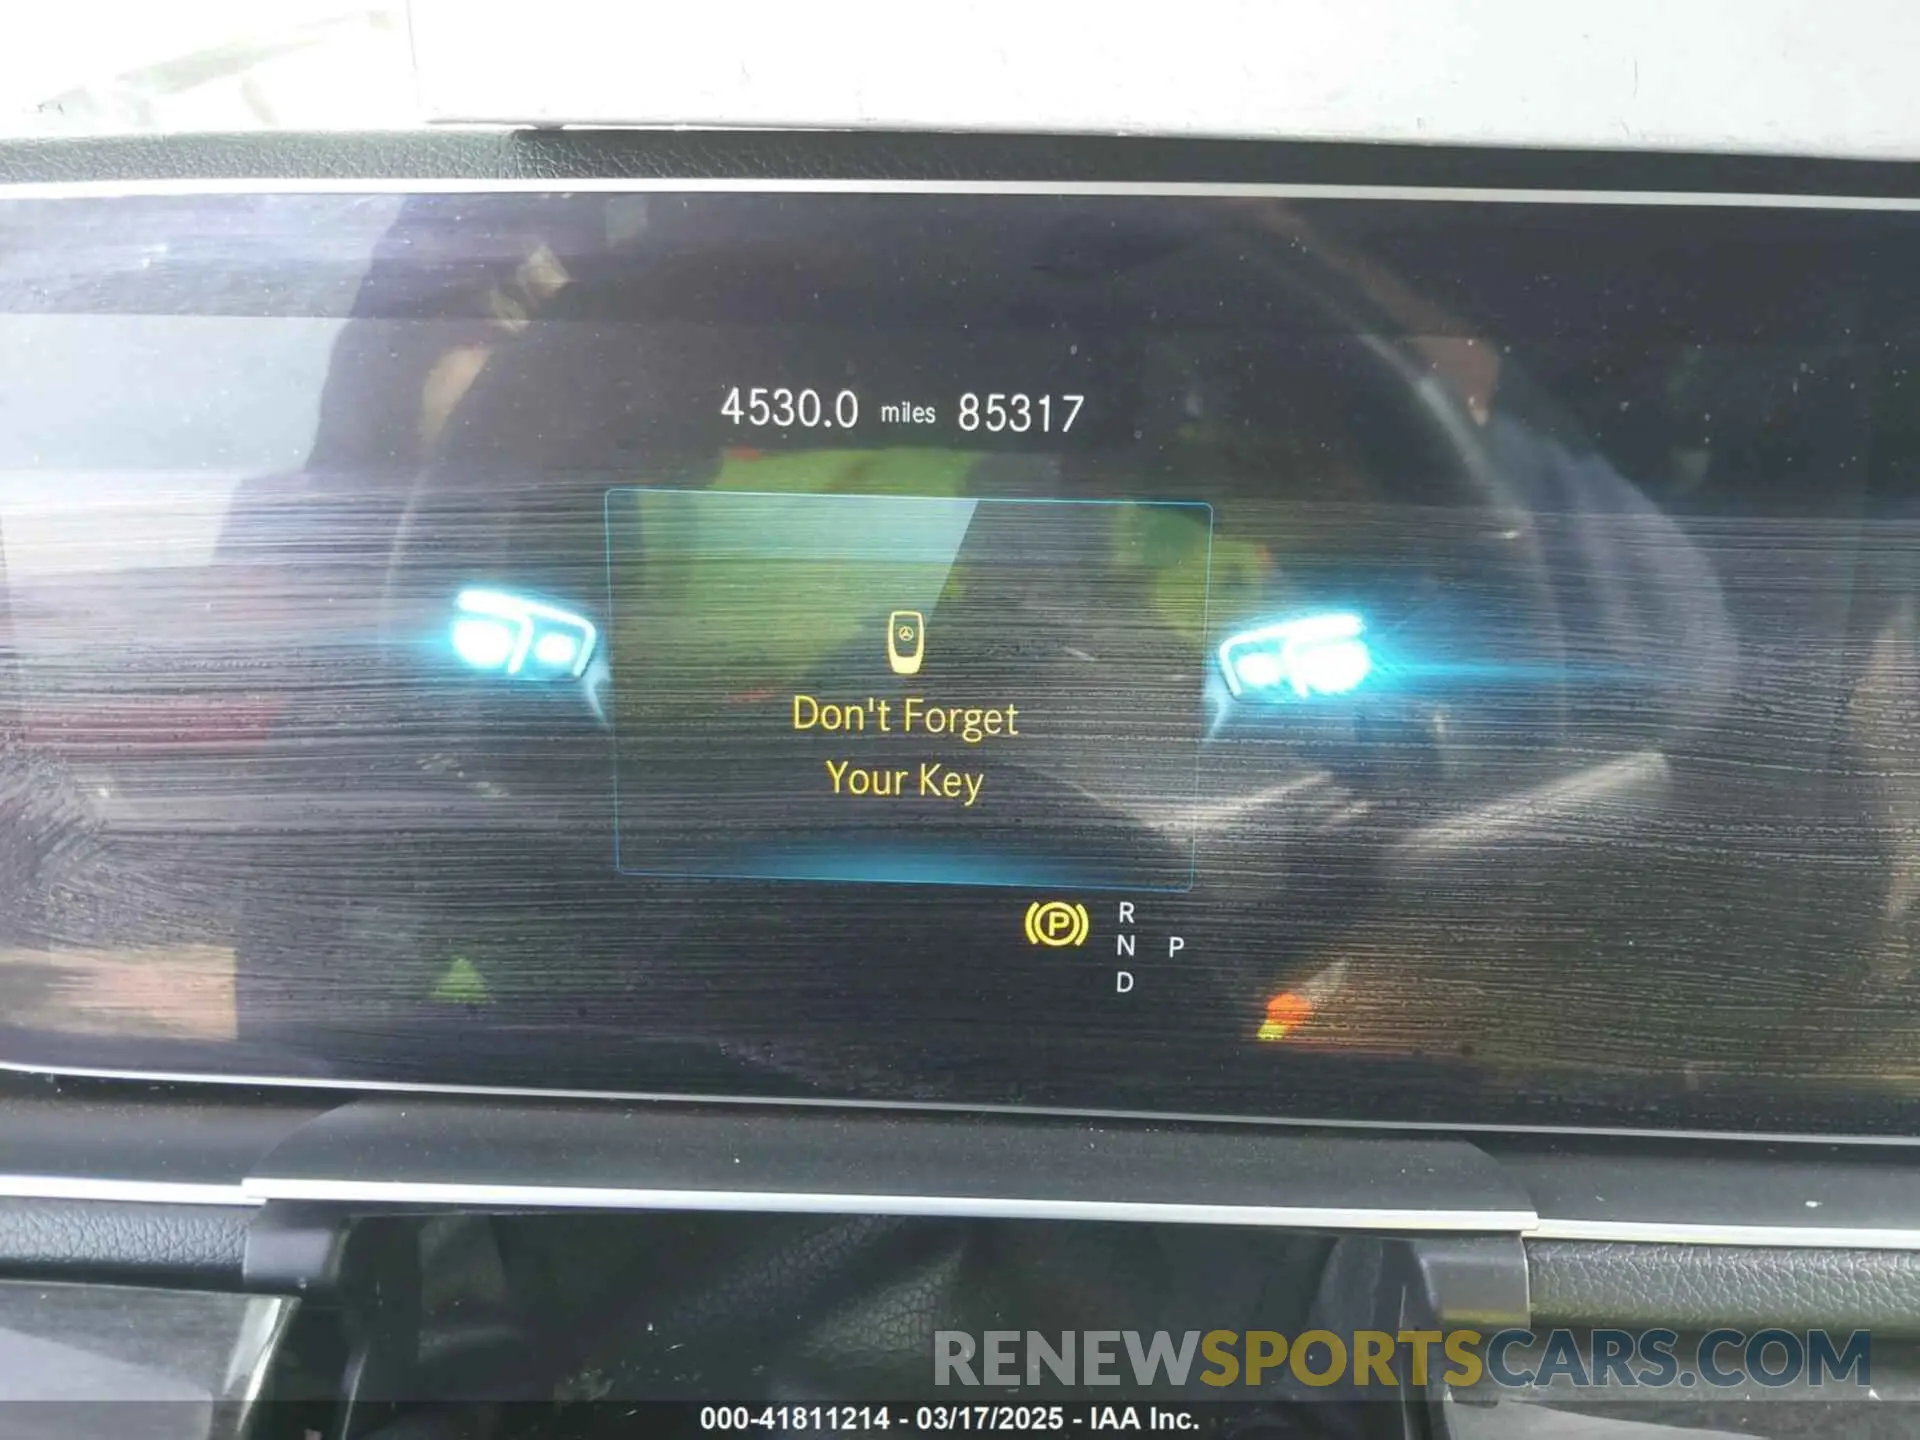 4530.0 miles 85317
Don't Forget
Your Key
P R
N P
D
RENEWSPORTSCARS.COM
000-41811214 - 03/17/2025 - IAA Inc.